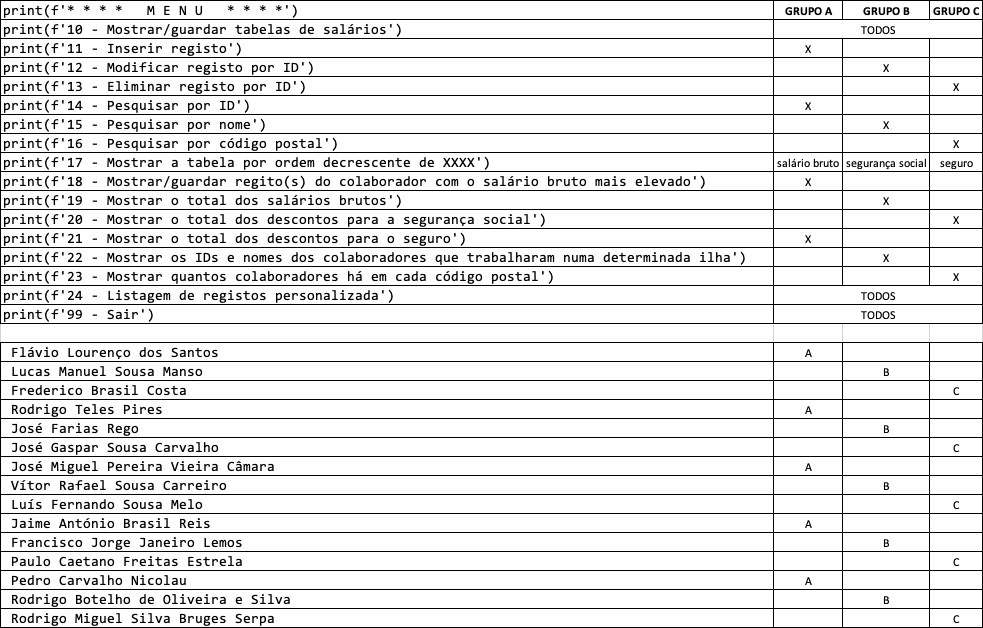 print(f'* * * *   M E N U   * * * *') GRUPO A GRUPO B GRUPO C
print(f'10 - Mostrar/guardar tabelas de salários') TODOS
print(f'11 - Inserir registo') X
print(f'12 - Modificar registo por ID') X
print(f'13 - Eliminar registo por ID') X
print(f'14 - Pesquisar por ID') X
print(f'15 - Pesquisar por nome') X
print(f'16 - Pesquisar por código postal') X
print(f'17 - Mostrar a tabela por ordem decrescente de XXXX') salário bruto segurança social seguro
print(f'18 - Mostrar/guardar regito(s) do colaborador com o salário bruto mais elevado') X
print(f'19 - Mostrar o total dos salários brutos') X
print(f'20 - Mostrar o total dos descontos para a segurança social') X
print(f'21 - Mostrar o total dos descontos para o seguro') X
print(f'22 - Mostrar os IDs e nomes dos colaboradores que trabalharam numa determinada ilha') X
print(f'23 - Mostrar quantos colaboradores há em cada código postal') X
print(f'24 - Listagem de registos personalizada') TODOS
print(f'99 - Sair') TODOS
Flávio Lourenço dos Santos A
Lucas Manuel Sousa Manso B
Frederico Brasil Costa C
Rodrigo Teles Pires A
José Farias Rego B
José Gaspar Sousa Carvalho C
José Miguel Pereira Vieira Câmara A
Vítor Rafael Sousa Carreiro B
Luís Fernando Sousa Melo C
Jaime António Brasil Reis A
Francisco Jorge Janeiro Lemos B
Paulo Caetano Freitas Estrela C
Pedro Carvalho Nicolau A
Rodrigo Botelho de Oliveira e Silva B
Rodrigo Miguel Silva Bruges Serpa C